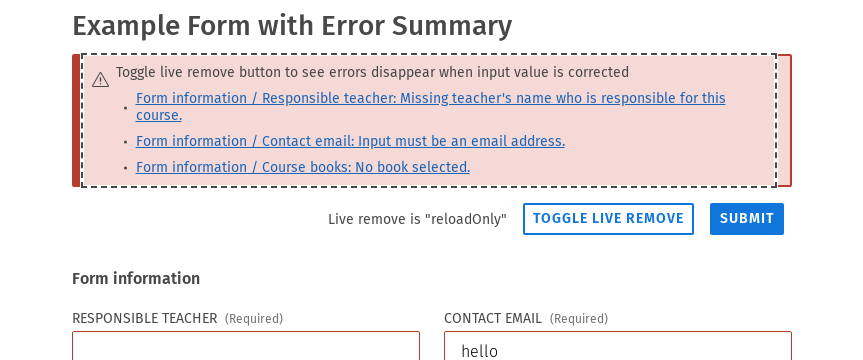 Example Form with Error Summary
Toggle live remove button to see errors disappear when input value is corrected
Form information / Responsible teacher: Missing teacher's name who is responsible for this
course.
Form information / Contact email: Input must be an email address.
Form information / Course books: No book selected.
Live remove is "reloadOnly" TOGGLE LIVE REMOVE SUBMIT
Form information
RESPONSIBLE TEACHER (Required) CONTACT EMAIL (Required)
hello